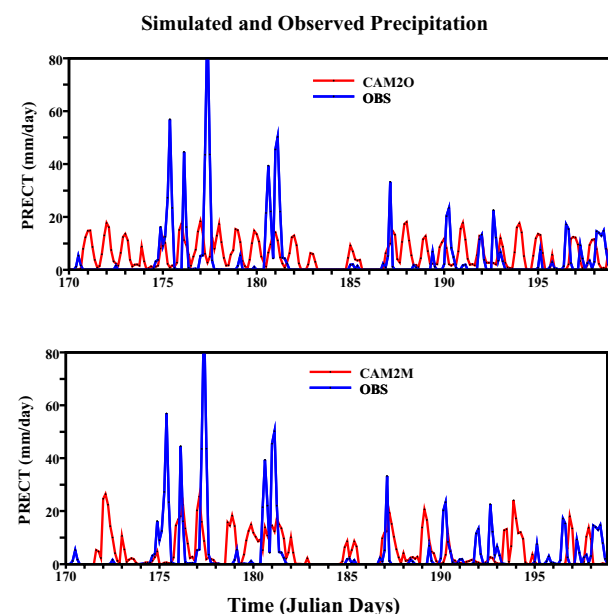 Simulated and Observed Precipitation
80
60
40
20
0
PRECT (mm/day)
CAM2O
OBS
170
175
180
185
190
195
80
60
40
20
0
PRECT (mm/day)
CAM2M
OBS
170
175
180
185
190
195
Time (Julian Days)